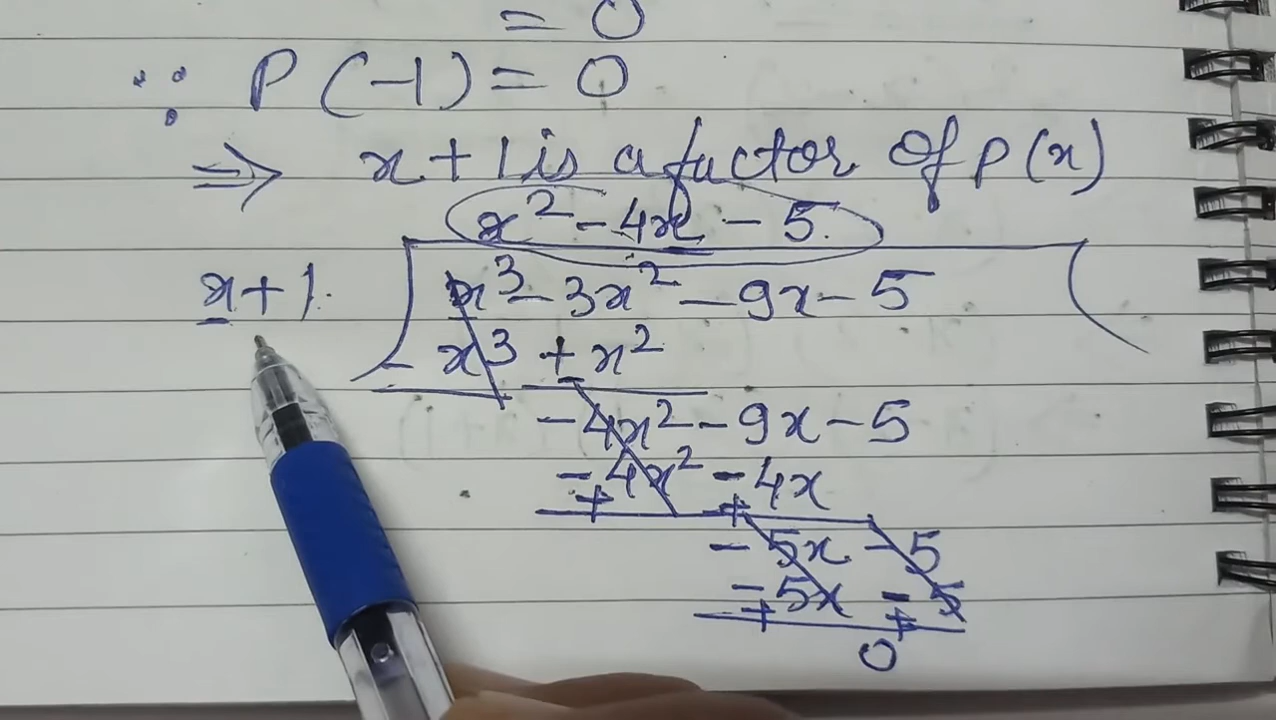 = 0
∵ P(-1) = 0
⇒ x + 1 is a factor of p(x)
x² - 4x - 5
x + 1 x³ - 3x² - 9x - 5
- x³ + x²
- 4x² - 9x - 5
- 4x² - 4x
+ +
- 5x - 5
- 5x - 5
+ +
0